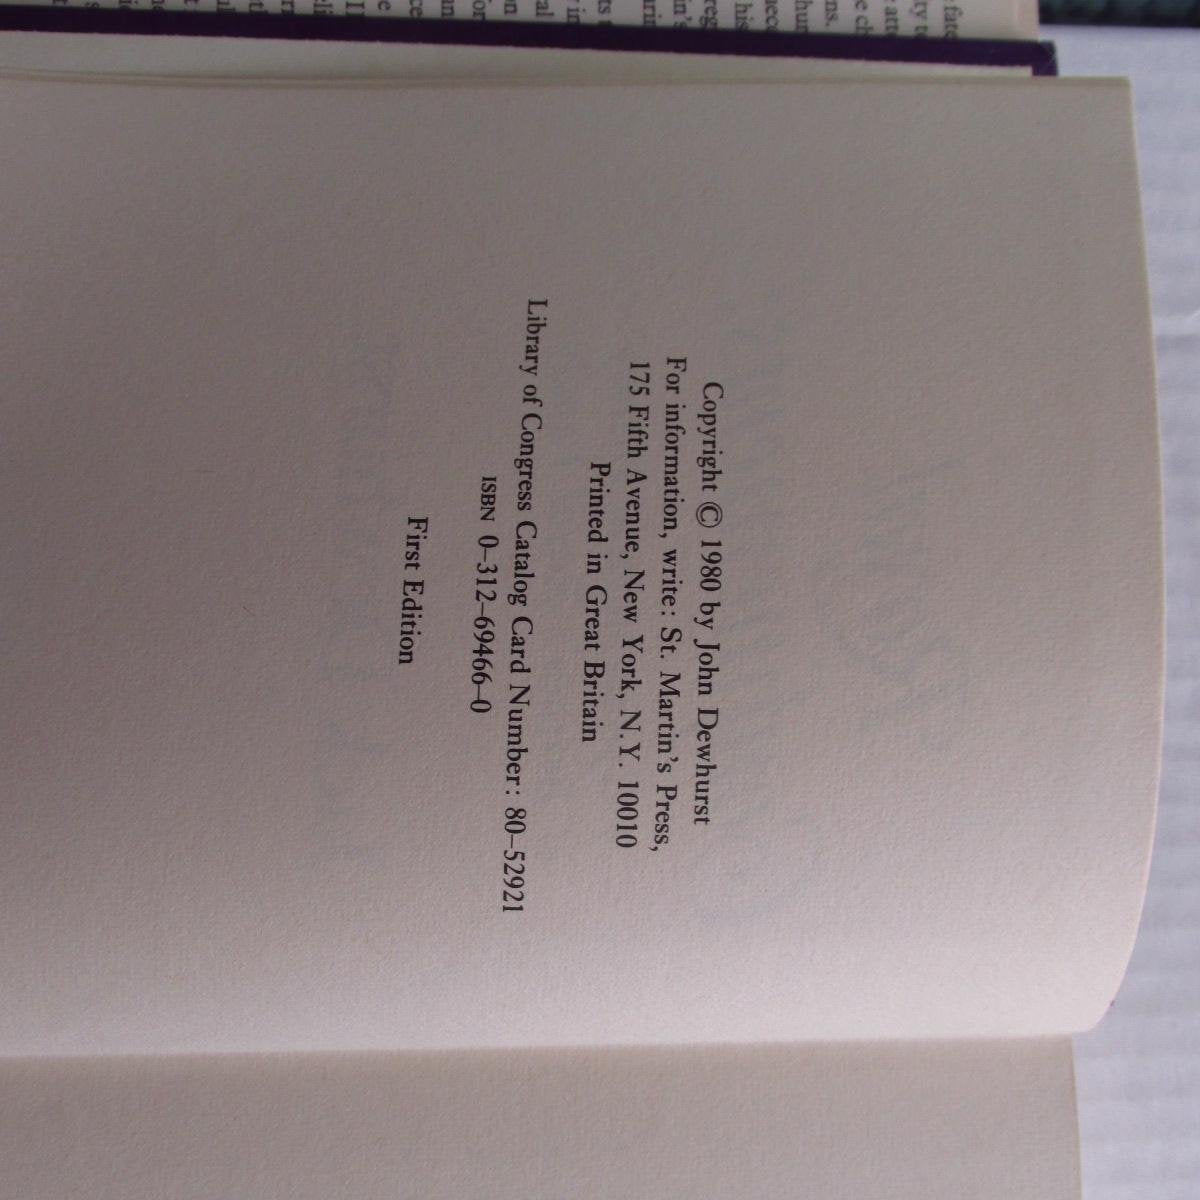 Copyright © 1980 by John Dewhurst
For information, write: St. Martin's Press,
175 Fifth Avenue, New York, N.Y. 10010
Printed in Great Britain
Library of Congress Catalog Card Number: 80–52921
ISBN 0–312–69466–0
First Edition